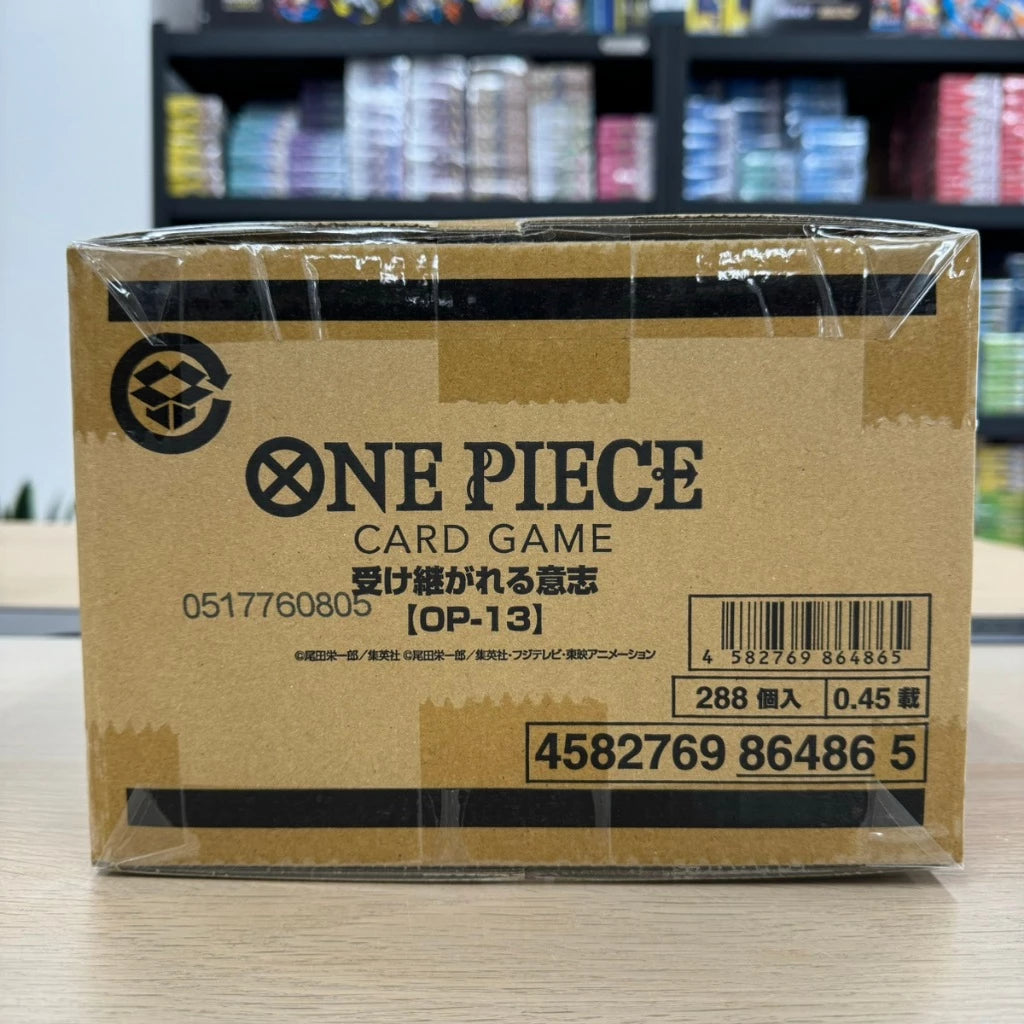 ONE PIECE
CARD GAME
受け継がれる意志
0517760805
【OP-13】
©尾田栄一郎／集英社 ©尾田栄一郎／集英社・フジテレビ・東映アニメーション
4 582769 864865
288 個入
0.45 載
4582769 86486 5